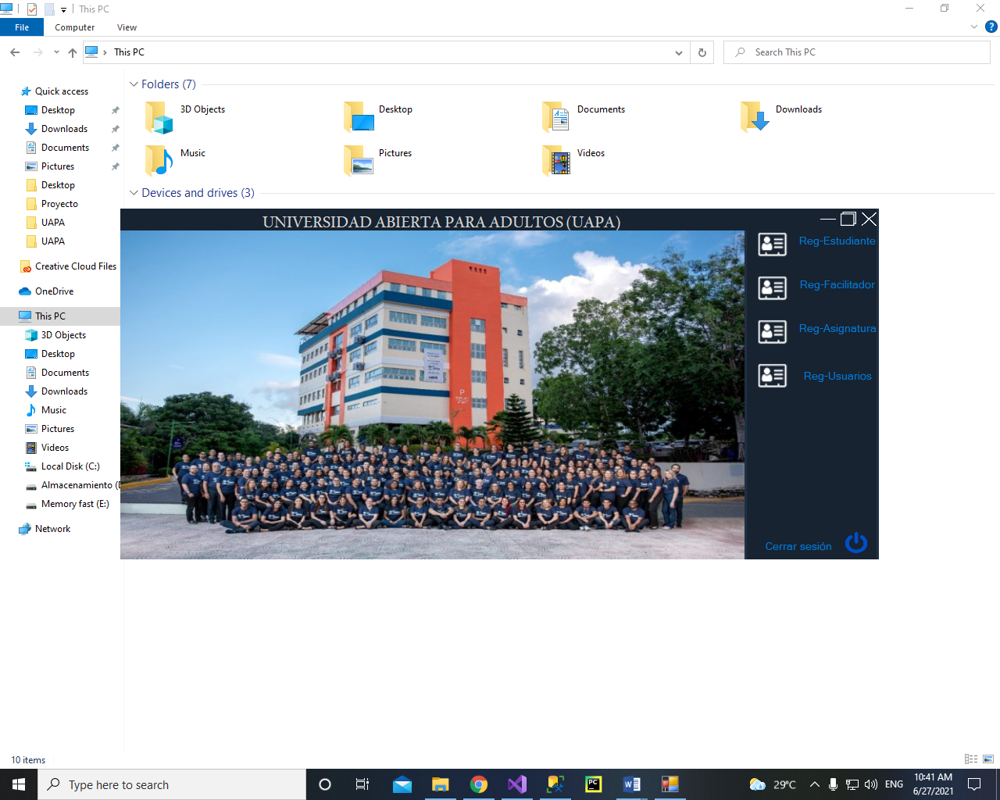 This PC
File
Computer
View
This PC
Search This PC
Quick access
Desktop
Downloads
Documents
Pictures
Desktop
Proyecto
UAPA
UAPA
Creative Cloud Files
OneDrive
This PC
3D Objects
Desktop
Documents
Downloads
Music
Pictures
Videos
Local Disk (C:)
Almacenamiento (D
Memory fast (E:)
Network
Folders (7)
3D Objects
Desktop
Documents
Downloads
Music
Pictures
Videos
Devices and drives (3)
UNIVERSIDAD ABIERTA PARA ADULTOS (UAPA)
Reg-Estudiante
Reg-Facilitador
Reg-Asignatura
Reg-Usuarios
Cerrar sesión
10 items
Type here to search
PC
29°C
ENG
10:41 AM
6/27/2021